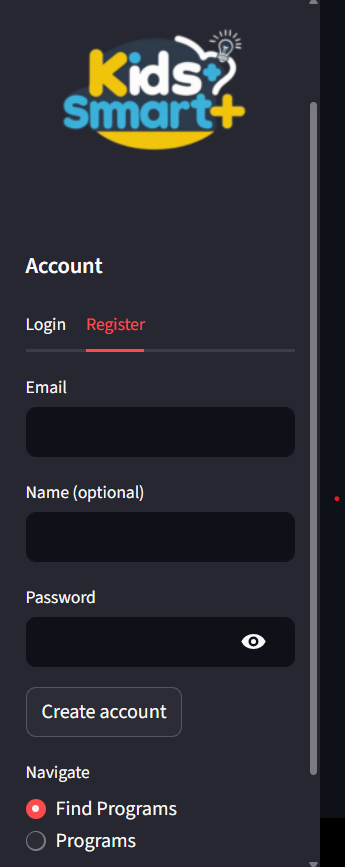 Kids+
Smart+
Account
Login Register
Email
Name (optional)
Password
Create account
Navigate
Find Programs
Programs